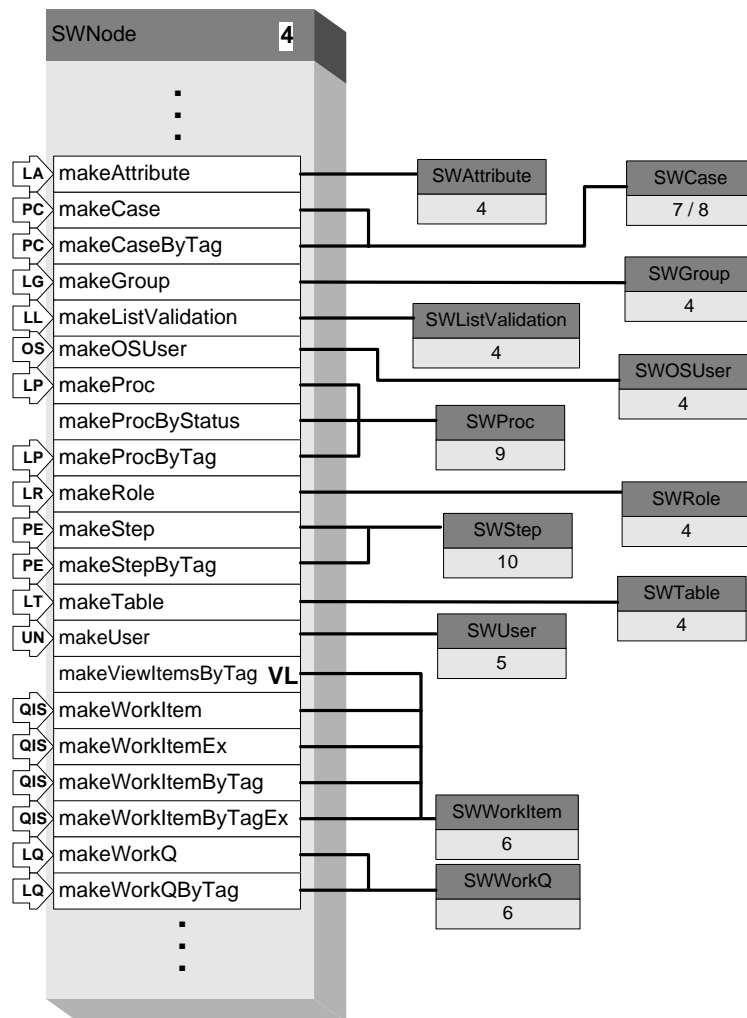 SWNode 4
LA makeAttribute
SWAttribute
4
SWCase
7 / 8
PC makeCase
PC makeCaseByTag
LG makeGroup
SWGroup
4
LL makeListValidation
SWListValidation
4
OS makeOSUser
SWOSUser
4
LP makeProc
makeProcByStatus
SWProc
9
LP makeProcByTag
LR makeRole
SWRole
4
PE makeStep
SWStep
10
PE makeStepByTag
LT makeTable
SWTable
4
UN makeUser
SWUser
5
makeViewItemsByTag VL
QIS makeWorkItem
QIS makeWorkItemEx
QIS makeWorkItemByTag
QIS makeWorkItemByTagEx
SWWorkItem
6
LQ makeWorkQ
SWWorkQ
6
LQ makeWorkQByTag